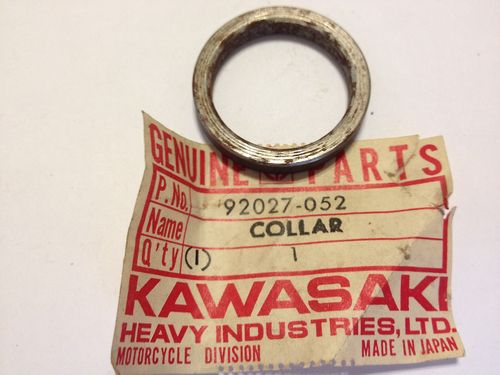 GENUINE PARTS
P.No. 92027-052
Name COLLAR
Q'ty (1) 1
KAWASAKI
HEAVY INDUSTRIES, LTD.
MOTORCYCLE DIVISION MADE IN JAPAN